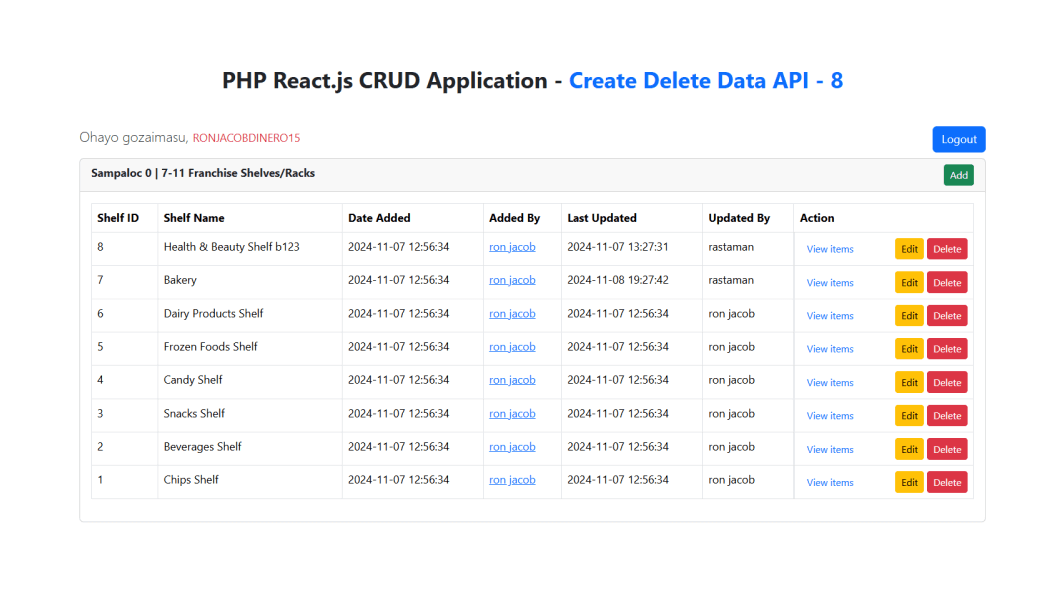 PHP React.js CRUD Application - Create Delete Data API - 8
Ohayo gozaimasu, RONJACOBDINERO15
Logout
Sampaloc 0 | 7-11 Franchise Shelves/Racks
Add
Shelf ID Shelf Name Date Added Added By Last Updated Updated By Action
8 Health & Beauty Shelf b123 2024-11-07 12:56:34 ron jacob 2024-11-07 13:27:31 rastaman View items Edit Delete
7 Bakery 2024-11-07 12:56:34 ron jacob 2024-11-08 19:27:42 rastaman View items Edit Delete
6 Dairy Products Shelf 2024-11-07 12:56:34 ron jacob 2024-11-07 12:56:34 ron jacob View items Edit Delete
5 Frozen Foods Shelf 2024-11-07 12:56:34 ron jacob 2024-11-07 12:56:34 ron jacob View items Edit Delete
4 Candy Shelf 2024-11-07 12:56:34 ron jacob 2024-11-07 12:56:34 ron jacob View items Edit Delete
3 Snacks Shelf 2024-11-07 12:56:34 ron jacob 2024-11-07 12:56:34 ron jacob View items Edit Delete
2 Beverages Shelf 2024-11-07 12:56:34 ron jacob 2024-11-07 12:56:34 ron jacob View items Edit Delete
1 Chips Shelf 2024-11-07 12:56:34 ron jacob 2024-11-07 12:56:34 ron jacob View items Edit Delete